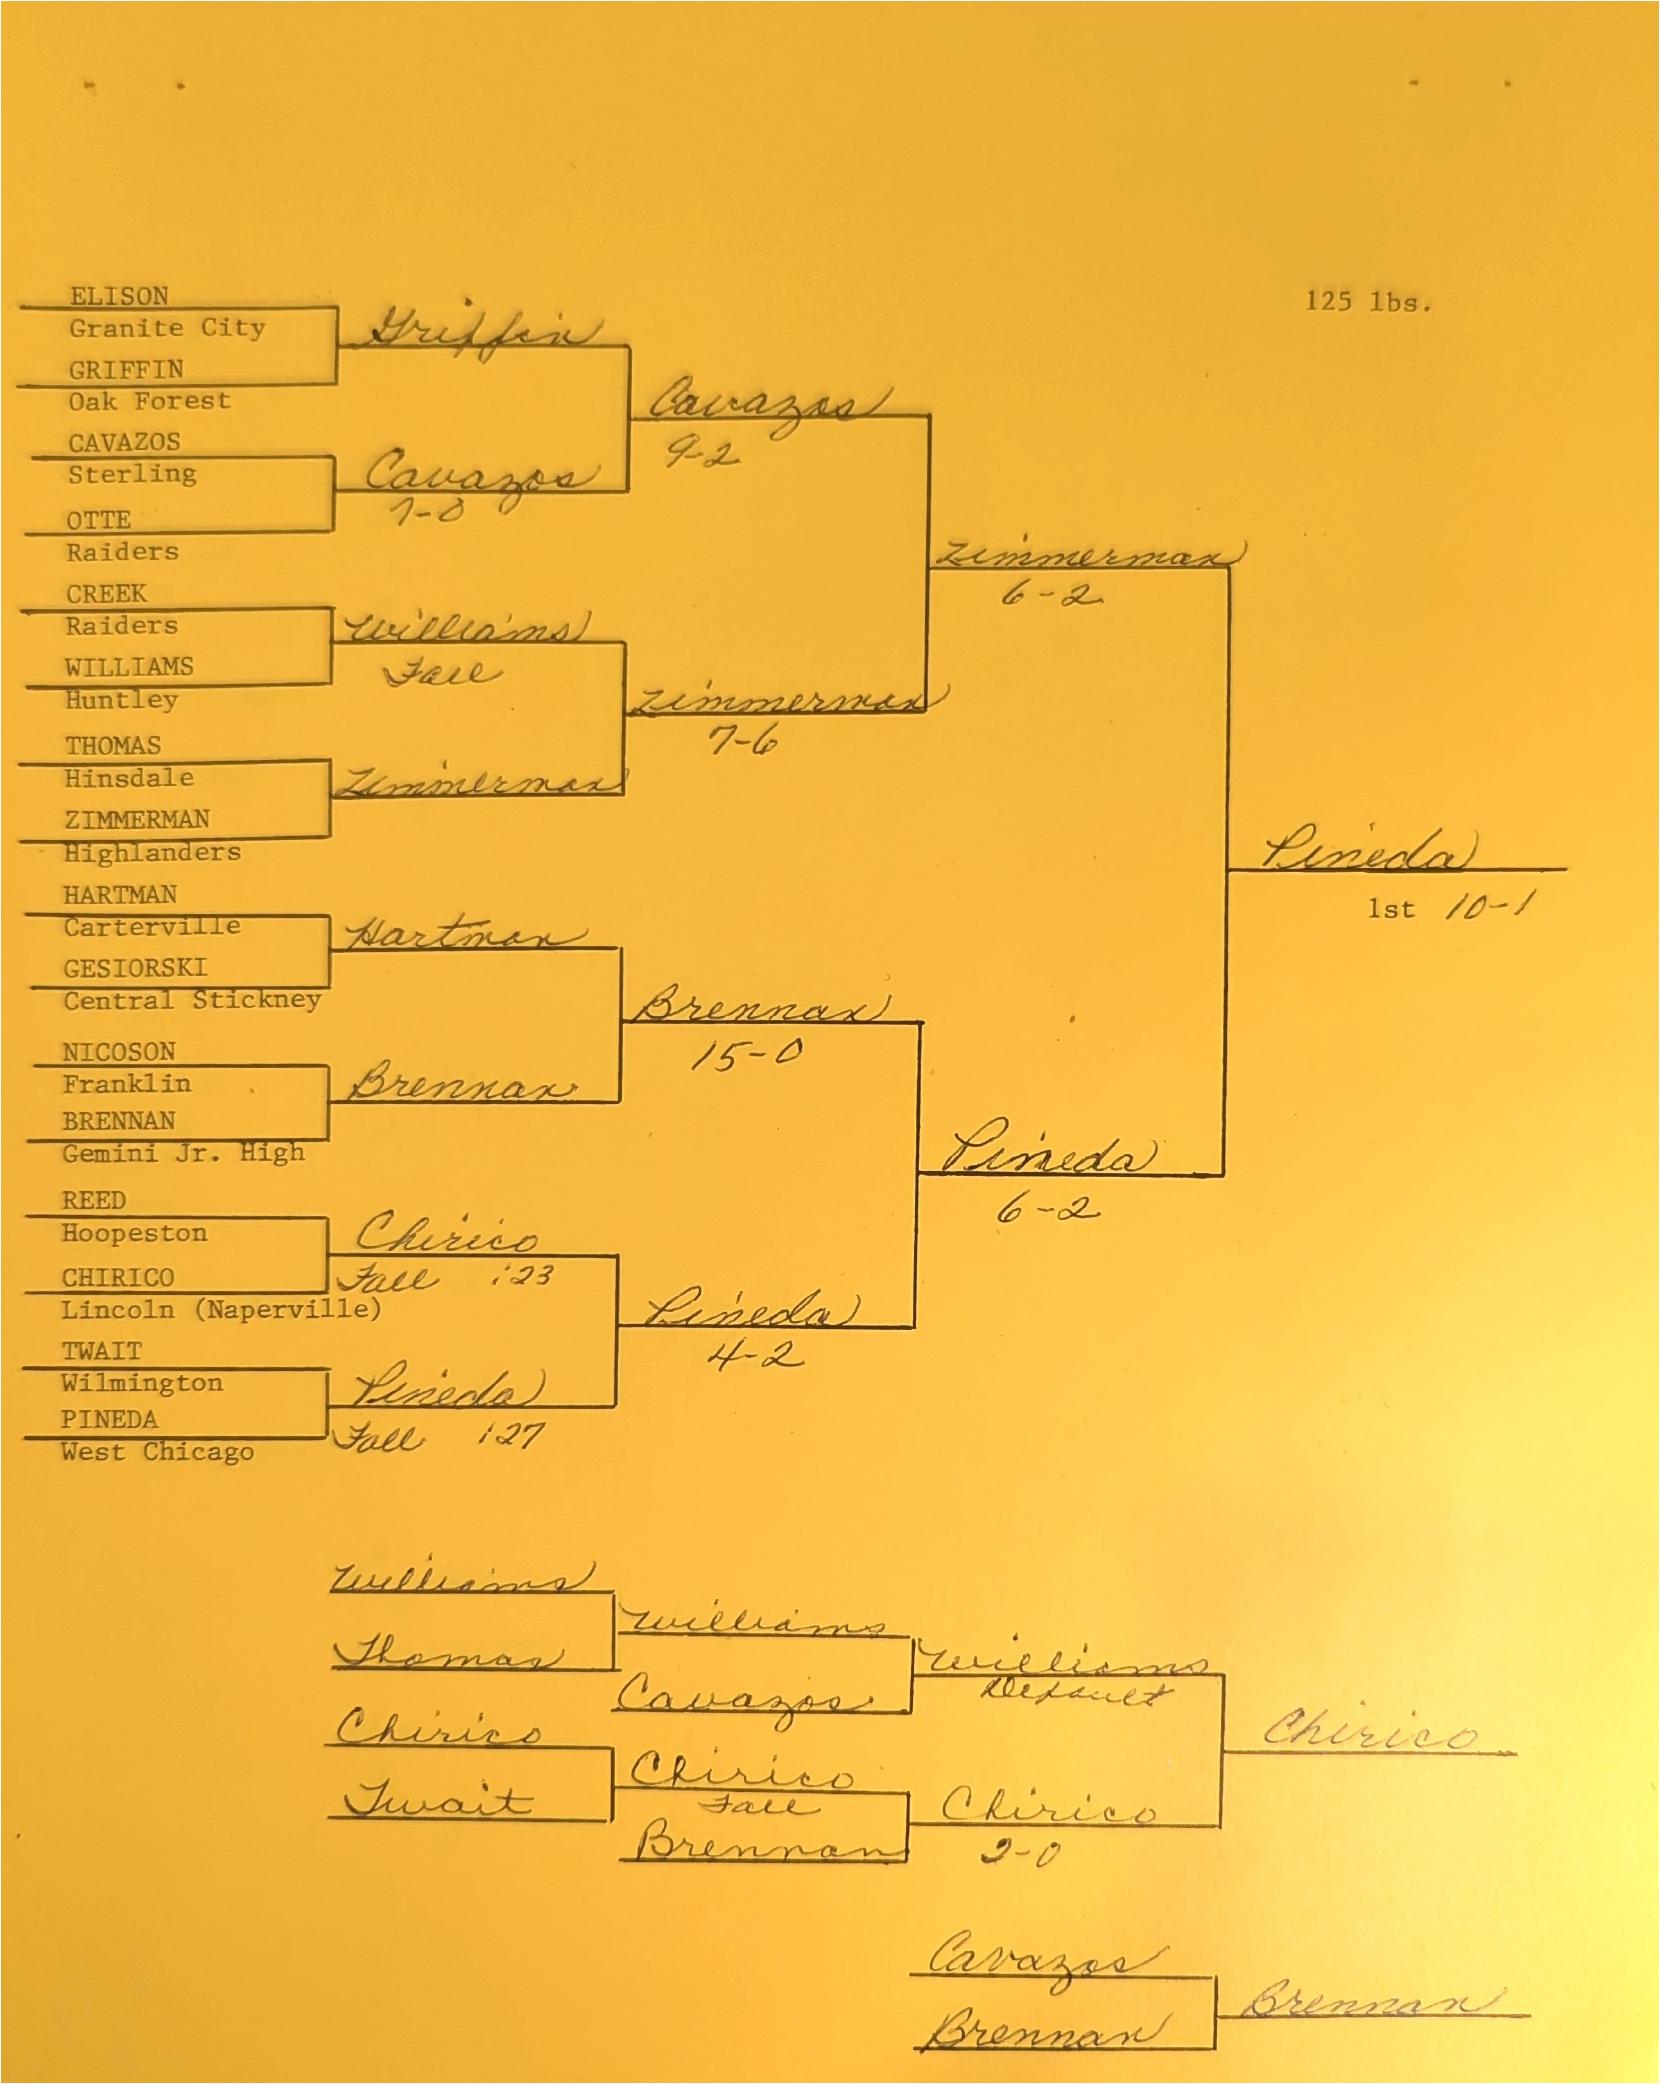 125 lbs.
ELISON
Granite City
Griffin
GRIFFIN
Oak Forest
Cavazos
9-2
CAVAZOS
Sterling
Cavazos
7-0
OTTE
Raiders
Zimmerman
6-2
CREEK
Raiders
Williams
Fall
WILLIAMS
Huntley
Zimmerman
7-6
THOMAS
Hinsdale
Zimmerman
ZIMMERMAN
Highlanders
Pineda
1st 10-1
HARTMAN
Carterville
Hartman
GESIORSKI
Central Stickney
Brennan
15-0
NICOSON
Franklin
Brennan
BRENNAN
Gemini Jr. High
Pineda
6-2
REED
Hoopeston
Chirico
Fall :23
CHIRICO
Lincoln (Naperville)
Pineda
4-2
TWAIT
Wilmington
Pineda
Fall :27
PINEDA
West Chicago
Williams
Williams
Thomas
Williams
Default
Cavazos
Chirico
Chirico
Chirico
Fall
Twait
Chirico
2-0
Brennan
Cavazos
Brennan
Brennan